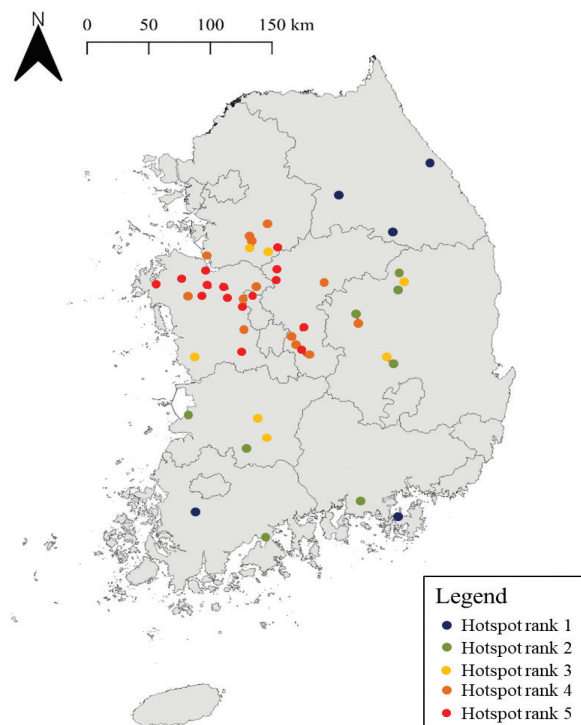 N
0 50 100 150 km
Legend
Hotspot rank 1
Hotspot rank 2
Hotspot rank 3
Hotspot rank 4
Hotspot rank 5